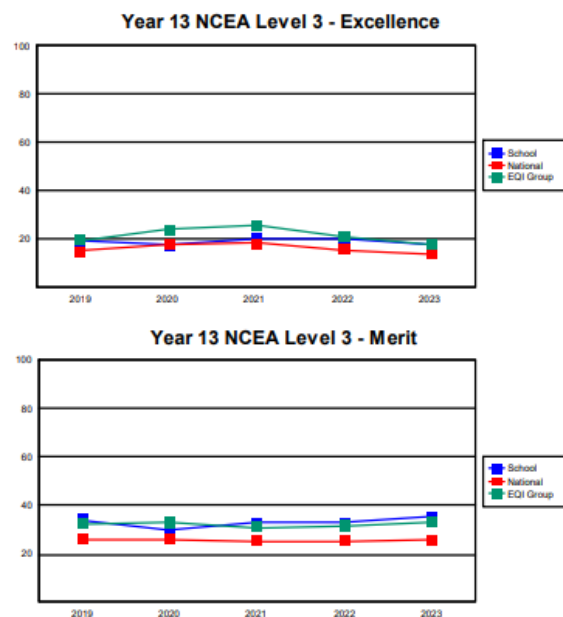 Year 13 NCEA Level 3 - Excellence
100
80
60
40
20
School
National
EQI Group
2019 2020 2021 2022 2023
Year 13 NCEA Level 3 - Merit
100
80
60
40
20
School
National
EQI Group
2019 2020 2021 2022 2023